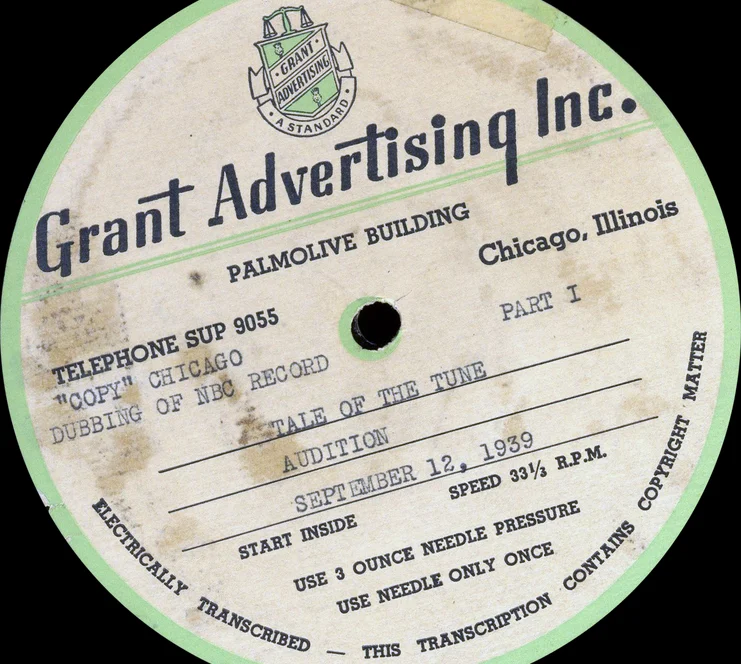 GRANT
ADVERTISING
A STANDARD
Grant Advertising Inc.
PALMOLIVE BUILDING
Chicago, Illinois
TELEPHONE SUP 9055
PART I
"COPY" CHICAGO
DUBBING OF NBC RECORD
TALE OF THE TUNE
AUDITION
SEPTEMBER 12, 1939
START INSIDE
SPEED 33⅓ R.P.M.
USE 3 OUNCE NEEDLE PRESSURE
USE NEEDLE ONLY ONCE
ELECTRICALLY TRANSCRIBED — THIS TRANSCRIPTION CONTAINS COPYRIGHT MATTER